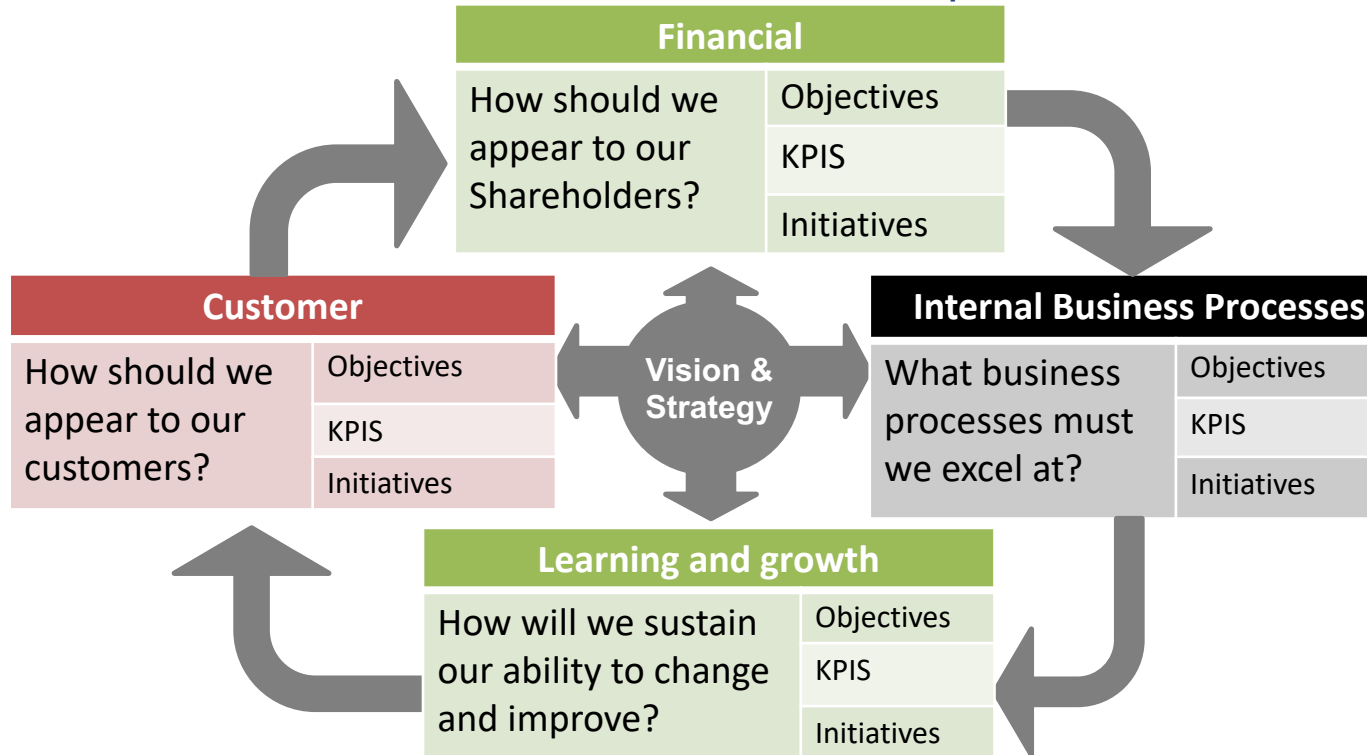 Financial
How should we
appear to our
Shareholders?
Objectives
KPIS
Initiatives
Customer
How should we
appear to our
customers?
Objectives
KPIS
Initiatives
Vision &
Strategy
Internal Business Processes
What business
processes must
we excel at?
Objectives
KPIS
Initiatives
Learning and growth
How will we sustain
our ability to change
and improve?
Objectives
KPIS
Initiatives